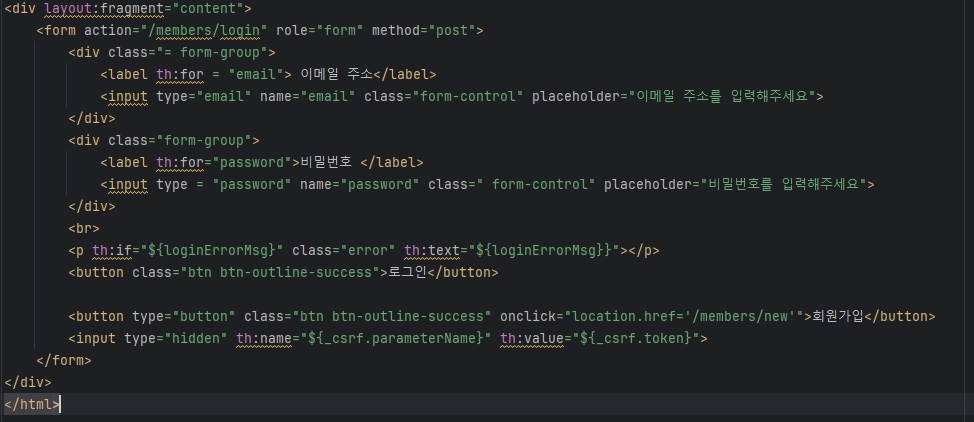 <div layout:fragment="content">
<form action="/members/login" role="form" method="post">
<div class="= form-group">
<label th:for = "email"> 이메일 주소</label>
<input type="email" name="email" class="form-control" placeholder="이메일 주소를 입력해주세요">
</div>
<div class="form-group">
<label th:for="password">비밀번호 </label>
<input type = "password" name="password" class=" form-control" placeholder="비밀번호를 입력해주세요">
</div>
<br>
<p th:if="${loginErrorMsg}" class="error" th:text="${loginErrorMsg}}"></p>
<button class="btn btn-outline-success">로그인</button>
<button type="button" class="btn btn-outline-success" onclick="location.href='/members/new'">회원가입</button>
<input type="hidden" th:name="${_csrf.parameterName}" th:value="${_csrf.token}">
</form>
</div>
</html>